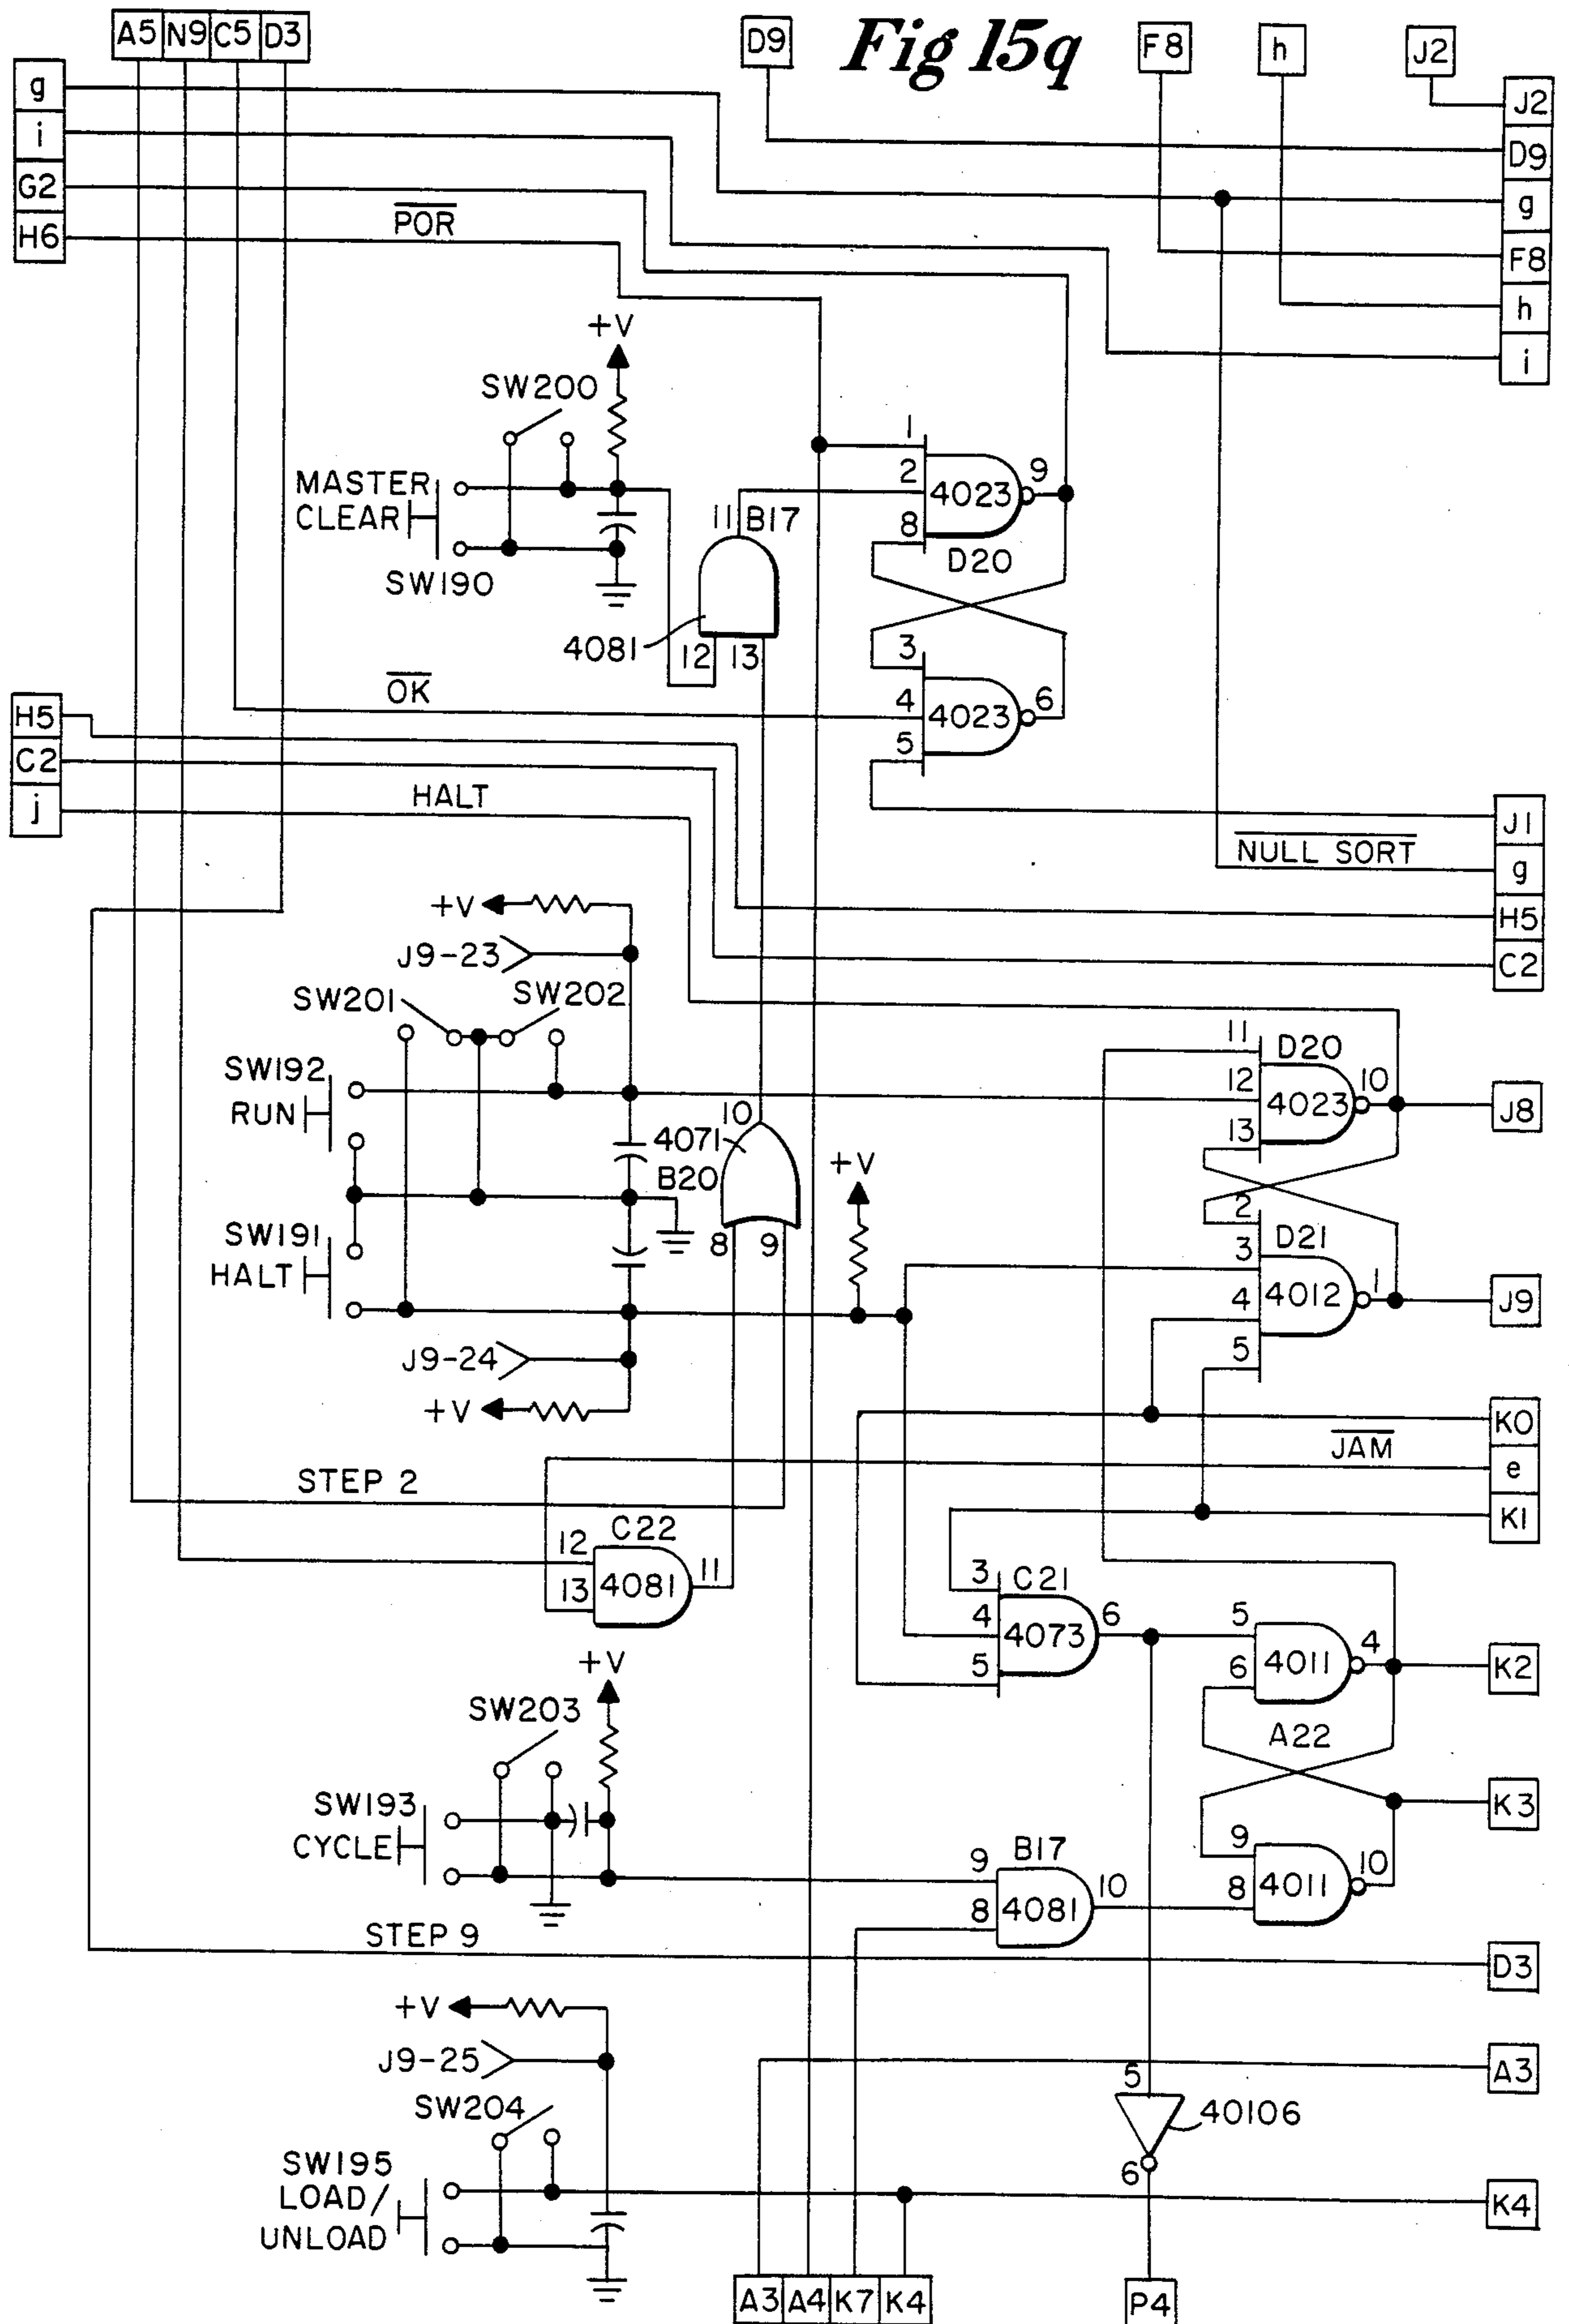 Fig 15q
A5 N9 C5 D3
D9
F8
h
J2
g
i
G2
H6
J2
D9
g
F8
h
i
POR
+V
SW200
MASTER
CLEAR
SW190
1
2
8
4023
9
D20
11 B17
4081
12 13
3
4
5
4023
6
OK
H5
C2
j
HALT
J1
NULL SORT
g
H5
C2
+V
J9-23
SW201
SW202
SW192
RUN
SW191
HALT
J9-24
+V
10
4071
B20
8 9
+V
11
12
13
D20
4023
10
J8
2
3
4
5
D21
4012
1
J9
K0
JAM
e
K1
STEP 2
C22
12
13
4081
11
3
4
5
C21
4073
6
5
6
4011
4
K2
A22
K3
+V
SW203
SW193
CYCLE
B17
9
8
4081
10
9
8
4011
10
STEP 9
D3
+V
J9-25
SW204
SW195
LOAD/
UNLOAD
A3
5
40106
6
K4
A3 A4 K7 K4
P4